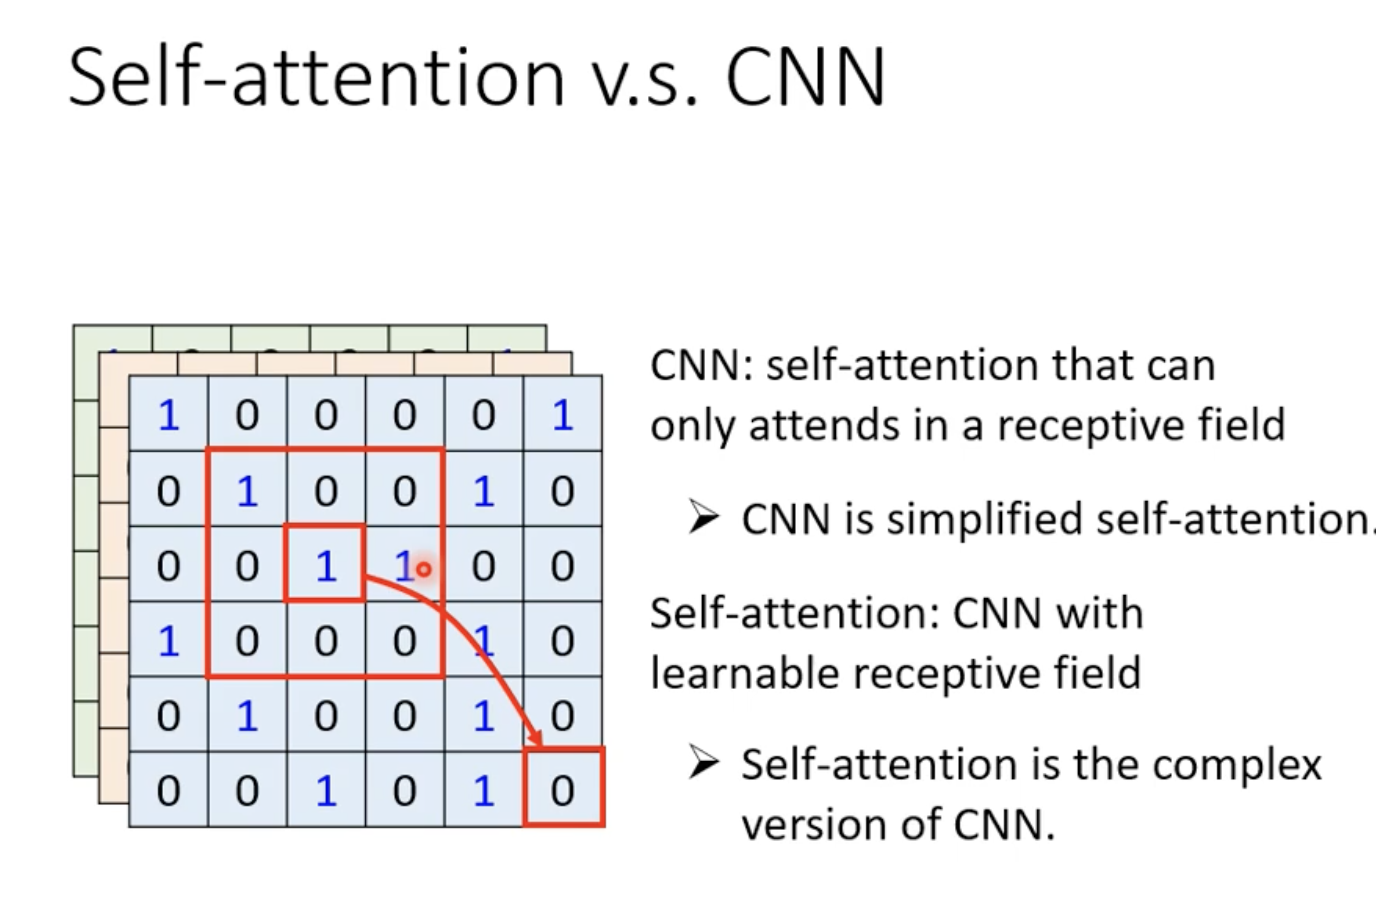 Self-attention v.s. CNN
1 0 0 0 0 1
0 1 0 0 1 0
0 0 1 1 0 0
1 0 0 0 1 0
0 1 0 0 1 0
0 0 1 0 1 0
CNN: self-attention that can
only attends in a receptive field
➢ CNN is simplified self-attention.
Self-attention: CNN with
learnable receptive field
➢ Self-attention is the complex
version of CNN.